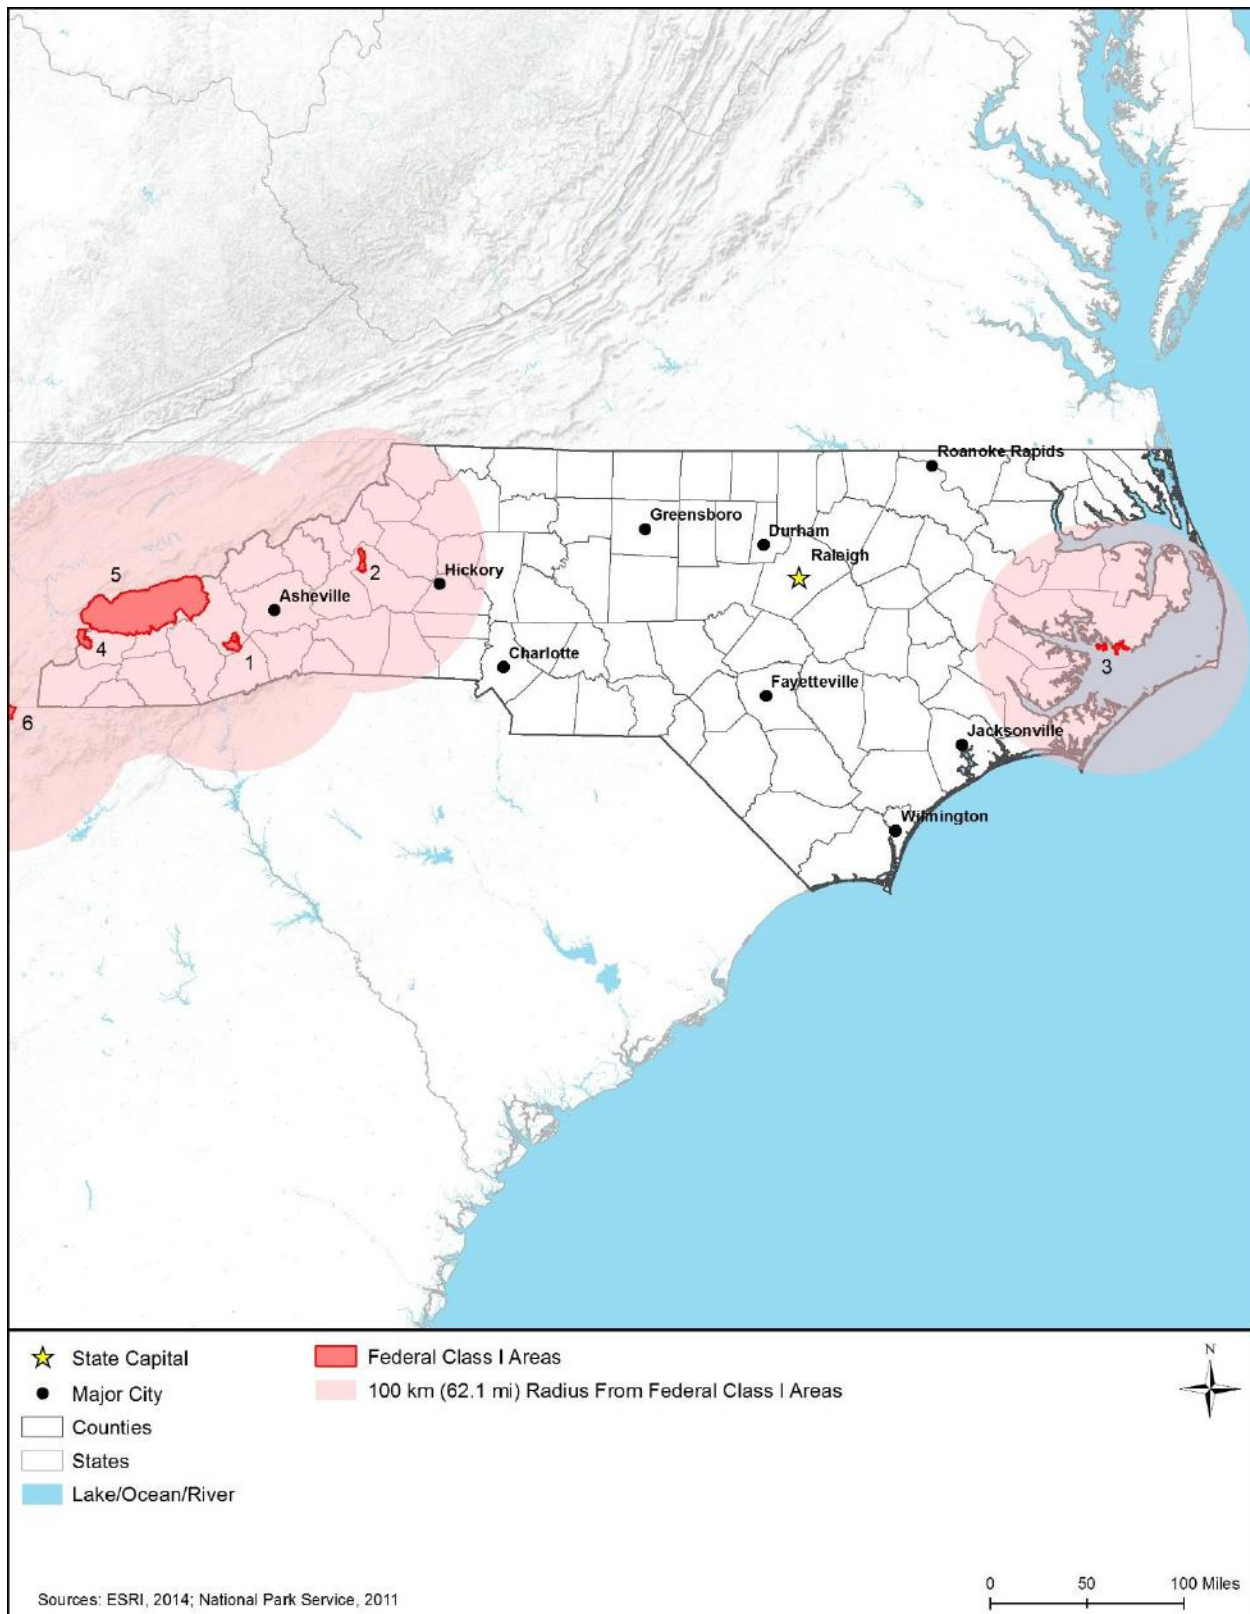 Roanoke Rapids
Greensboro
Durham
Raleigh
5
2
Hickory
Asheville
4
1
Charlotte
3
Fayetteville
6
Jacksonville
Wilmington
State Capital
Major City
Counties
States
Lake/Ocean/River
Federal Class I Areas
100 km (62.1 mi) Radius From Federal Class I Areas
N
0 50 100 Miles
Sources: ESRI, 2014; National Park Service, 2011